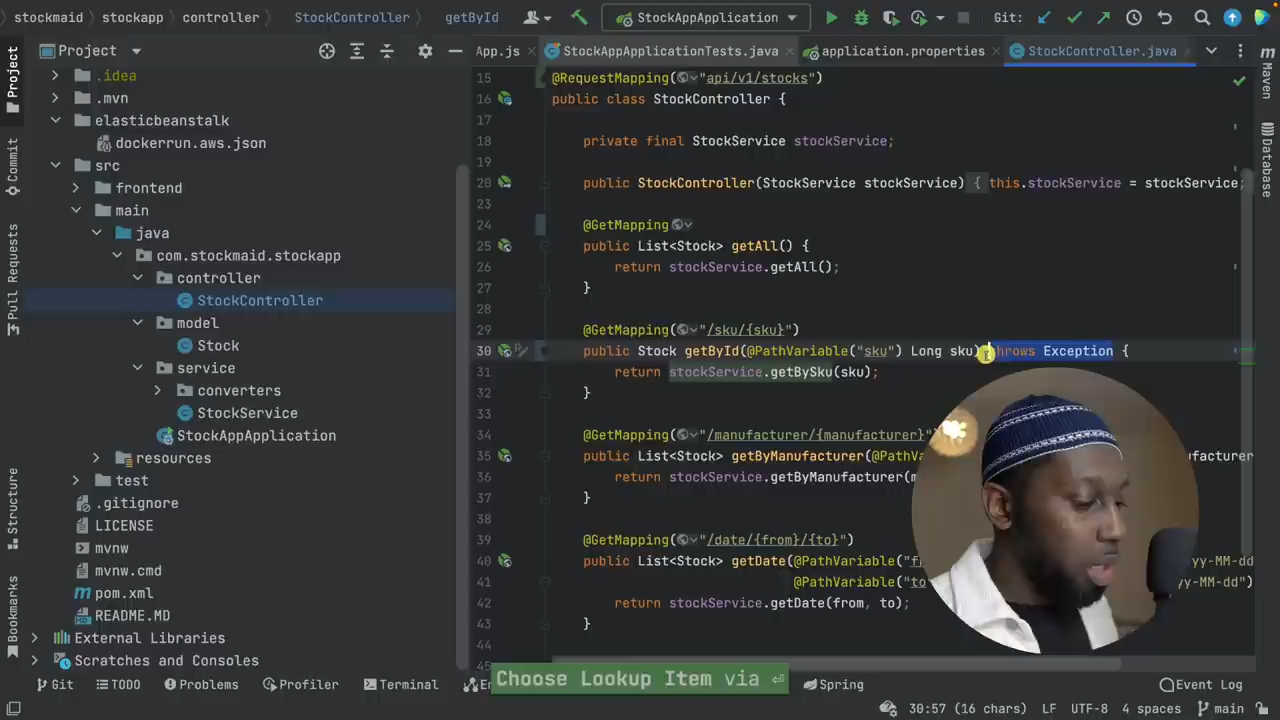 stockmaid
stockapp
controller
StockController
getById
StockAppApplication
Git:
Project
App.js
StockAppApplicationTests.java
application.properties
StockController.java
.idea
.mvn
elasticbeanstalk
dockerrun.aws.json
src
frontend
main
java
com.stockmaid.stockapp
controller
StockController
model
Stock
service
converters
StockService
StockAppApplication
resources
test
.gitignore
LICENSE
mvnw
mvnw.cmd
pom.xml
README.MD
External Libraries
Scratches and Consoles
Project
Commit
Pull Requests
Structure
Bookmarks
15 @RequestMapping("api/v1/stocks")
16 public class StockController {
17
18 private final StockService stockService;
19
20 public StockController(StockService stockService) { this.stockService = stockService;
23
24 @GetMapping
25 public List<Stock> getAll() {
26 return stockService.getAll();
27 }
28
29 @GetMapping("/sku/{sku}")
30 public Stock getById(@PathVariable("sku") Long sku) throws Exception {
31 return stockService.getBySku(sku);
32 }
33
34 @GetMapping("/manufacturer/{manufacturer}")
35 public List<Stock> getByManufacturer(@PathVa
36 return stockService.getByManufacturer(
37 }
38
39 @GetMapping("/date/{from}/{to}")
40 public List<Stock> getDate(@PathVariable("f yy-MM-dd
41 @PathVariable("to yy-MM-dd")
42 return stockService.getDate(from, to);
43 }
44
45
Maven
Database
Choose Lookup Item via ⏎
Git
TODO
Problems
Profiler
Terminal
Spring
Event Log
30:57 (16 chars)
LF
UTF-8
4 spaces
main